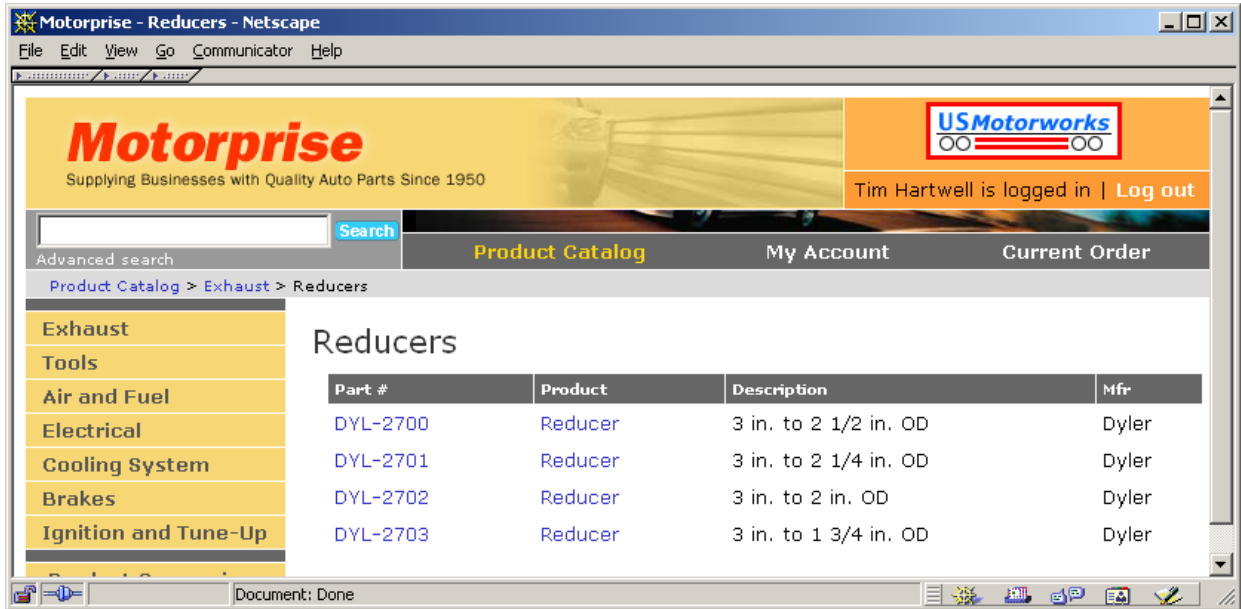 Motorprise - Reducers - Netscape
File Edit View Go Communicator Help
Motorprise
Supplying Businesses with Quality Auto Parts Since 1950
USMotorworks
Tim Hartwell is logged in | Log out
Search
Advanced search
Product Catalog My Account Current Order
Product Catalog > Exhaust > Reducers
Exhaust
Tools
Air and Fuel
Electrical
Cooling System
Brakes
Ignition and Tune-Up
Reducers
Part # Product Description Mfr
DYL-2700 Reducer 3 in. to 2 1/2 in. OD Dyler
DYL-2701 Reducer 3 in. to 2 1/4 in. OD Dyler
DYL-2702 Reducer 3 in. to 2 in. OD Dyler
DYL-2703 Reducer 3 in. to 1 3/4 in. OD Dyler
Document: Done